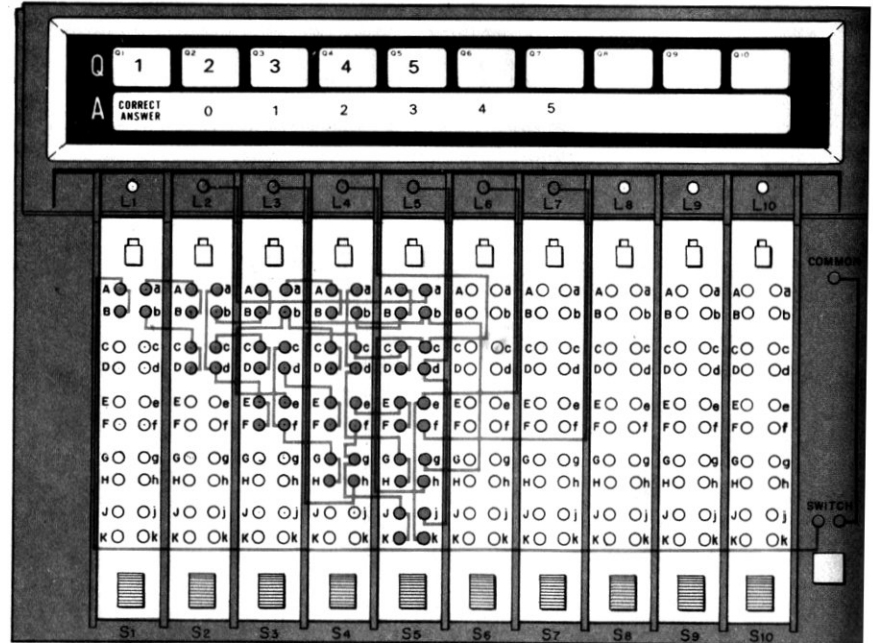 Q Q1 1 Q2 2 Q3 3 Q4 4 Q5 5 Q6 Q7 Q8 Q9 Q10
A CORRECT ANSWER 0 1 2 3 4 5
L1 L2 L3 L4 L5 L6 L7 L8 L9 L10
COMMON
A a A a A a A a A a A a A a A a A a A a
B b B b B b B b B b B b B b B b B b B b
C c C c C c C c C c C c C c C c C c C c
D d D d D d D d D d D d D d D d D d D d
E e E e E e E e E e E e E e E e E e E e
F f F f F f F f F f F f F f F f F f F f
G g G g G g G g G g G g G g G g G g G g
H h H h H h H h H h H h H h H h H h H h
SWITCH
J j J j J j J j J j J j J j J j J j J j
K k K k K k K k K k K k K k K k K k K k
S1 S2 S3 S4 S5 S6 S7 S8 S9 S10